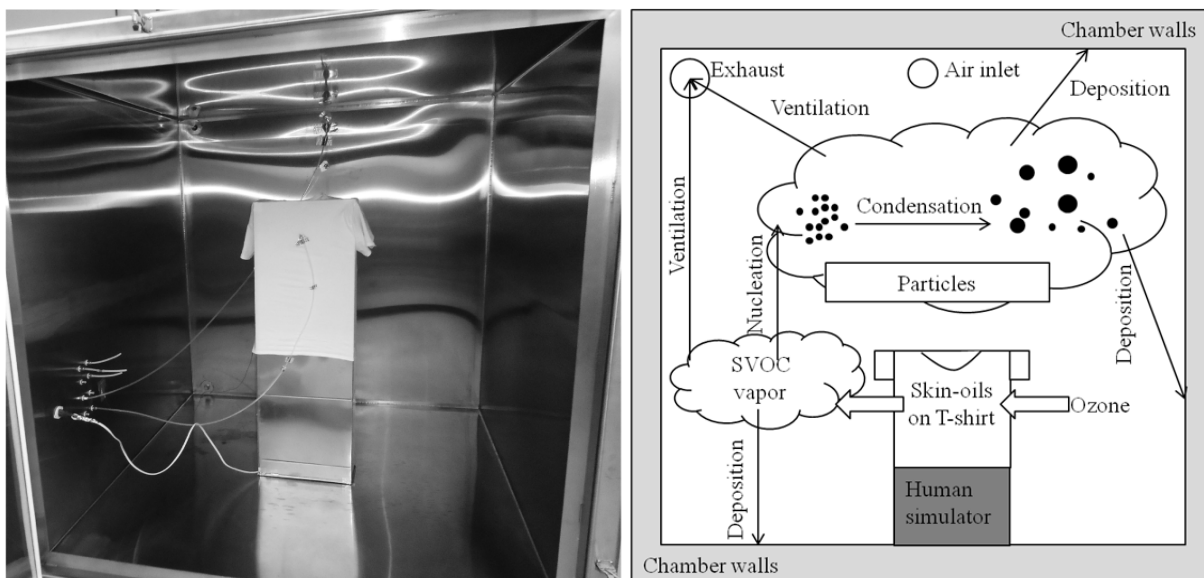 Chamber walls
Exhaust
Air inlet
Ventilation
Deposition
Ventilation
Nucleation
Condensation
Particles
Deposition
SVOC
vapor
Skin-oils
on T-shirt
Ozone
Deposition
Human
simulator
Chamber walls